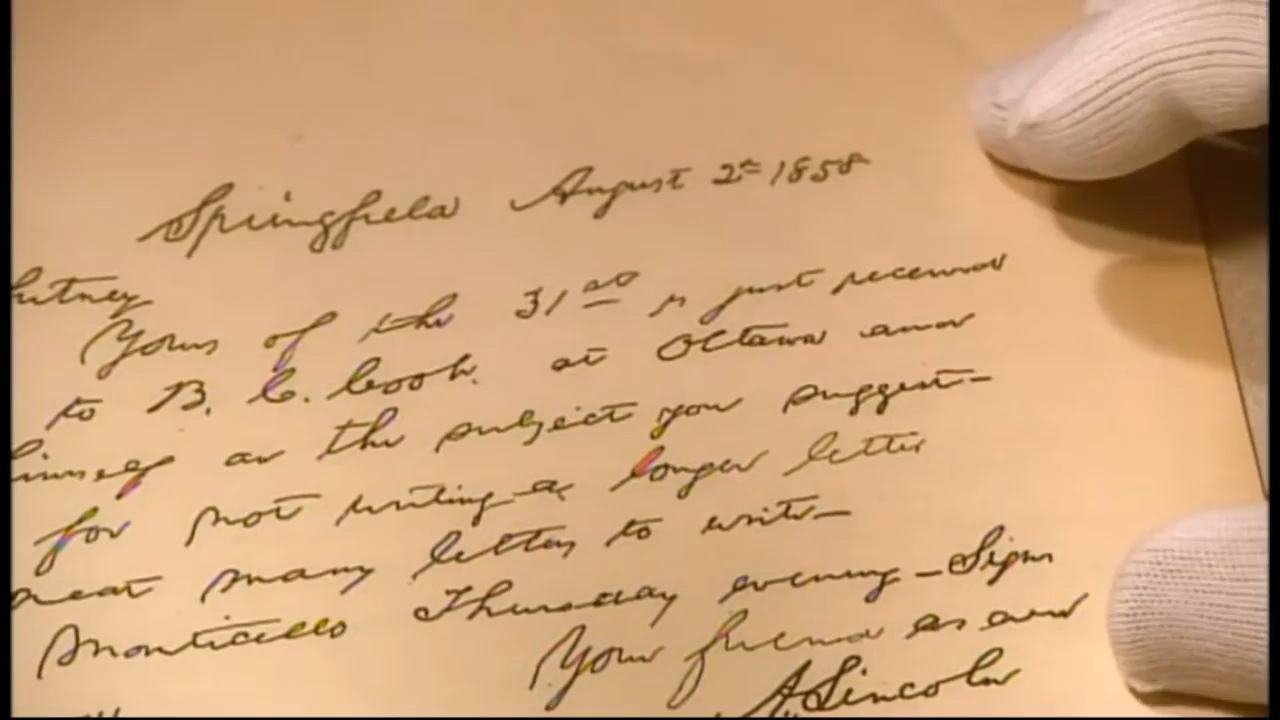 Springfield August 2nd 1858
hitney
Yours of the 31st is just received
to B. C. Cook. at Ottawa and
himself on the subject you suggest—
for not writing a longer letter
great many letters to write—
Monticello Thursday evening—Signed
Your friend as ever
A. Lincoln